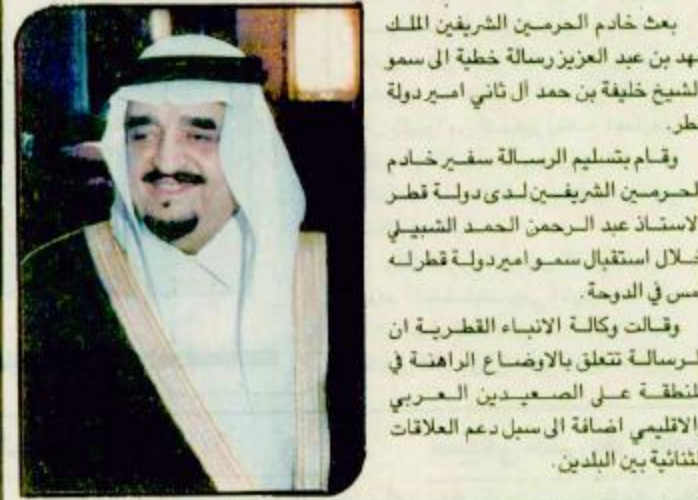 بعث خادم الحرمين الشريفين الملك
فهد بن عبد العزيز رسالة خطية الى سمو
الشيخ خليفة بن حمد آل ثاني امير دولة
قطر.
وقام بتسليم الرسالة سفير خادم
الحرمين الشريفين لدى دولة قطر
الاستاذ عبد الرحمن الحمد الشبيلي
خلال استقبال سمو امير دولة قطر له
امس في الدوحة.
وقالت وكالة الانباء القطرية ان
الرسالة تتعلق بالاوضاع الراهنة في
المنطقة على الصعيدين العربي
والاقليمي اضافة الى سبل دعم العلاقات
الثنائية بين البلدين.